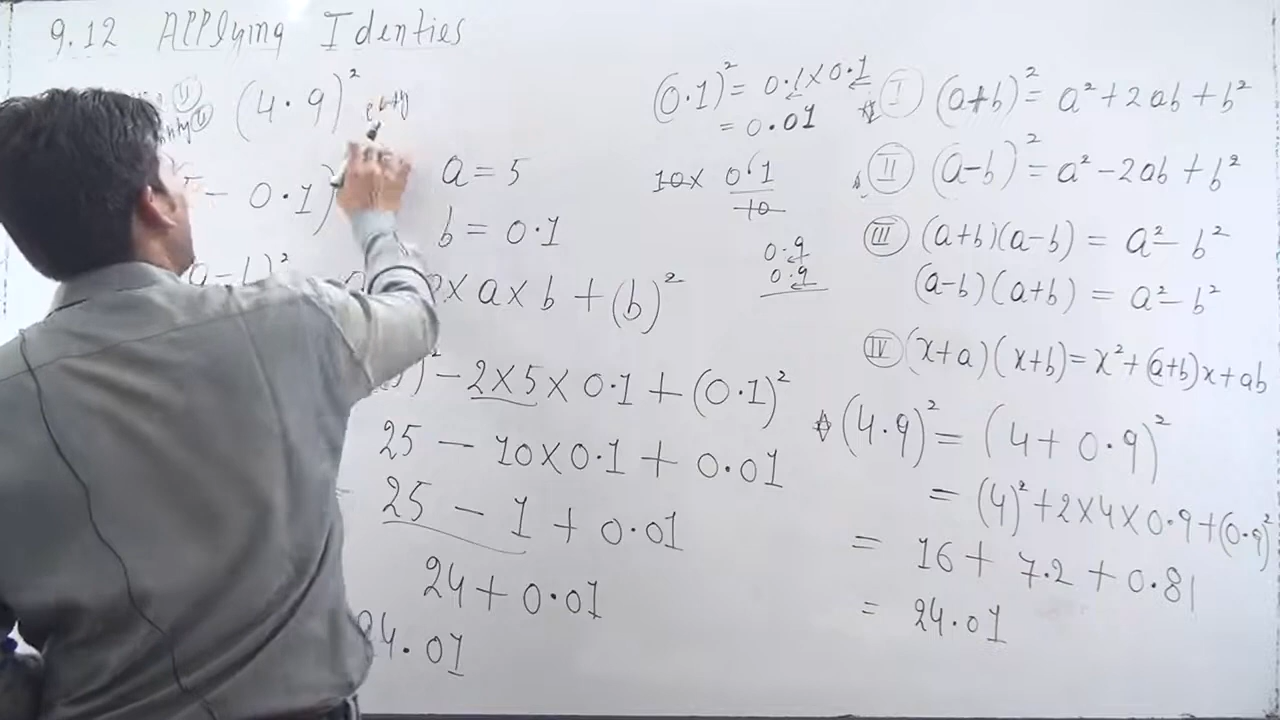 9.12 Applying Identies
(4.9)²
- 0.1)
a = 5
b = 0.1
(a-b)²
× a × b + (b)²
- 2×5×0.1 + (0.1)²
25 - 10×0.1 + 0.01
25 - 1 + 0.01
24 + 0.01
24.01
(0.1)² = 0.1×0.1
= 0.01
10× 0.1
10
0.9
0.9
I (a+b)² = a² + 2ab + b²
II (a-b)² = a² - 2ab + b²
III (a+b)(a-b) = a² - b²
(a-b)(a+b) = a² - b²
IV (x+a)(x+b) = x² + (a+b)x + ab
(4.9)² = (4 + 0.9)²
= (4)² + 2×4×0.9 + (0.9)²
= 16 + 7.2 + 0.81
= 24.01